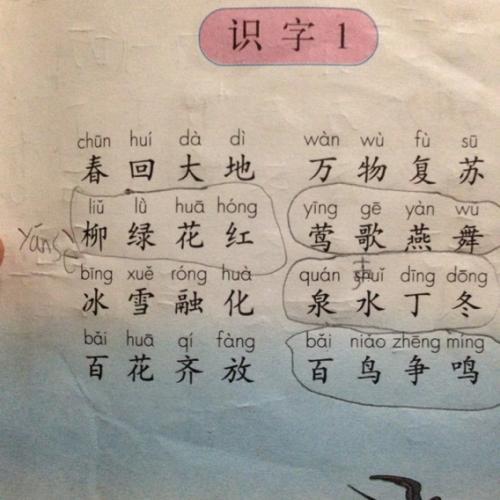 识字1
chūn huí dà dì wàn wù fù sū
春回大地 万物复苏
liǔ lǜ huā hóng yīng gē yàn wǔ
柳绿花红 莺歌燕舞
yánsè
bīng xuě róng huà quán shuǐ dīng dōng
冰雪融化 泉水丁冬
bǎi huā qí fàng bǎi niǎo zhēng míng
百花齐放 百鸟争鸣